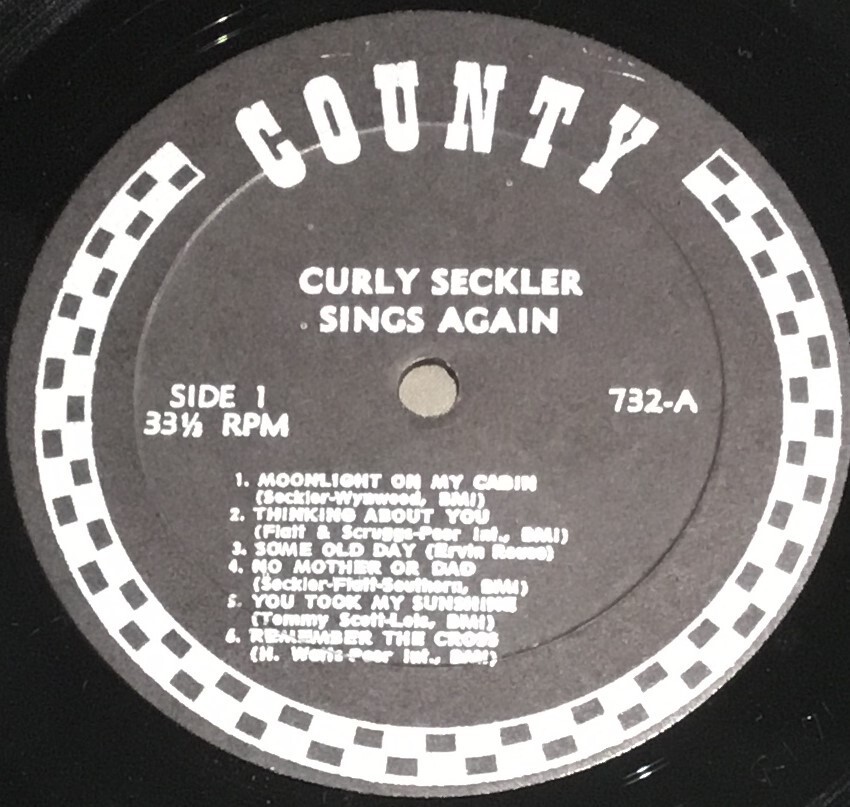 COUNTY
CURLY SECKLER
SINGS AGAIN
SIDE 1
33⅓ RPM
732-A
1. MOONLIGHT ON MY CABIN
(Seckler-Wynwood, BMI)
2. THINKING ABOUT YOU
(Flatt & Scruggs-Peer Int., BMI)
3. SOME OLD DAY (Ervin Rouse)
4. NO MOTHER OR DAD
(Seckler-Flatt-Southern, BMI)
5. YOU TOOK MY SUNSHINE
(Tommy Scott-Lois, BMI)
6. REMEMBER THE CROSS
(H. Watts-Peer Int., BMI)